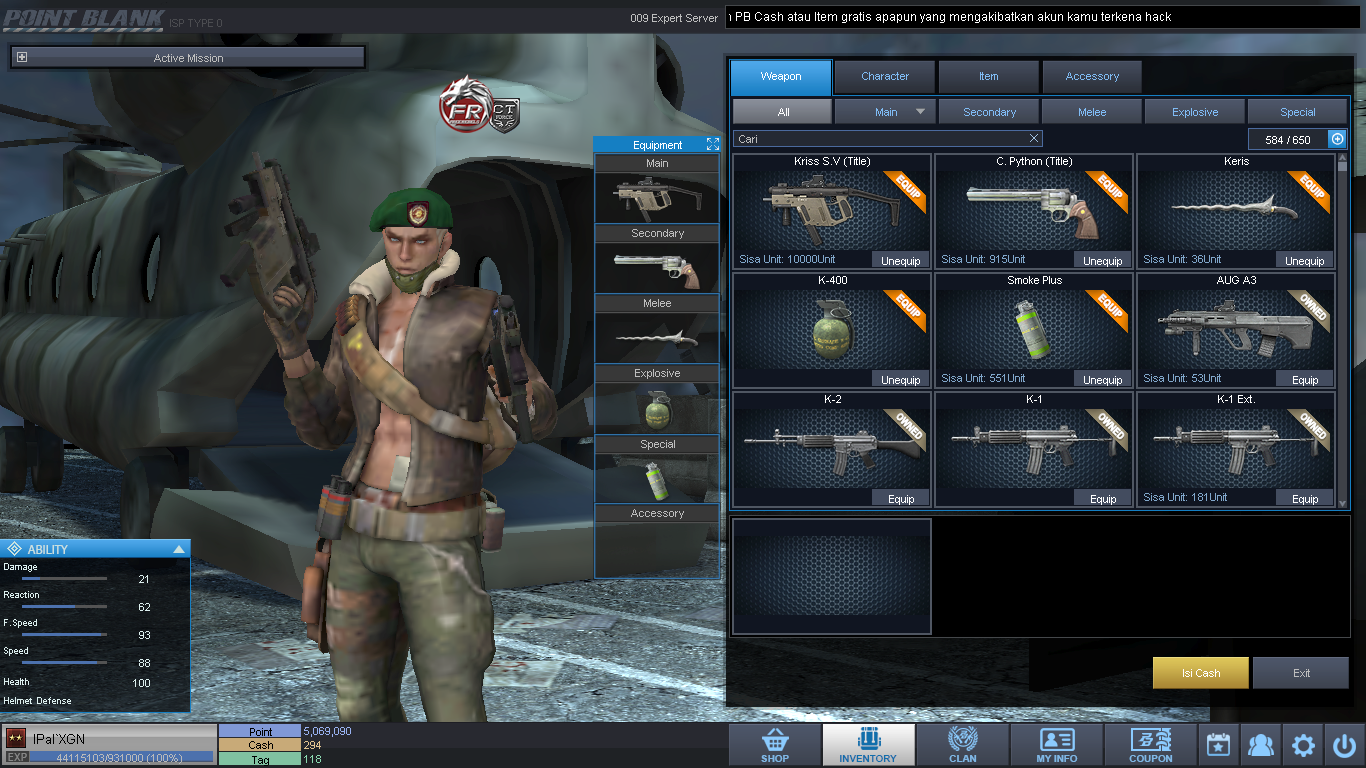 POINT BLANK
ISP TYPE 0
009 Expert Server
PB Cash atau Item gratis apapun yang mengakibatkan akun kamu terkena hack
Active Mission
FR
CT
FORCE
Weapon
Character
Item
Accessory
All
Main
Secondary
Melee
Explosive
Special
Cari
584 / 650
Equipment
Main
Secondary
Melee
Explosive
Special
Accessory
Kriss S.V (Title)
EQUIP
Sisa Unit: 10000Unit
Unequip
C. Python (Title)
EQUIP
Sisa Unit: 915Unit
Unequip
Keris
EQUIP
Sisa Unit: 36Unit
Unequip
K-400
EQUIP
Unequip
Smoke Plus
EQUIP
Sisa Unit: 551Unit
Unequip
AUG A3
OWNED
Sisa Unit: 53Unit
Equip
K-2
OWNED
Equip
K-1
OWNED
Equip
K-1 Ext.
OWNED
Sisa Unit: 181Unit
Equip
ABILITY
Damage
21
Reaction
62
F.Speed
93
Speed
88
Health
100
Helmet Defense
Isi Cash
Exit
IPal`XGN
EXP
44115103/931000 (100%)
Point
5,069,090
Cash
294
Tag
118
SHOP
INVENTORY
CLAN
MY INFO
COUPON